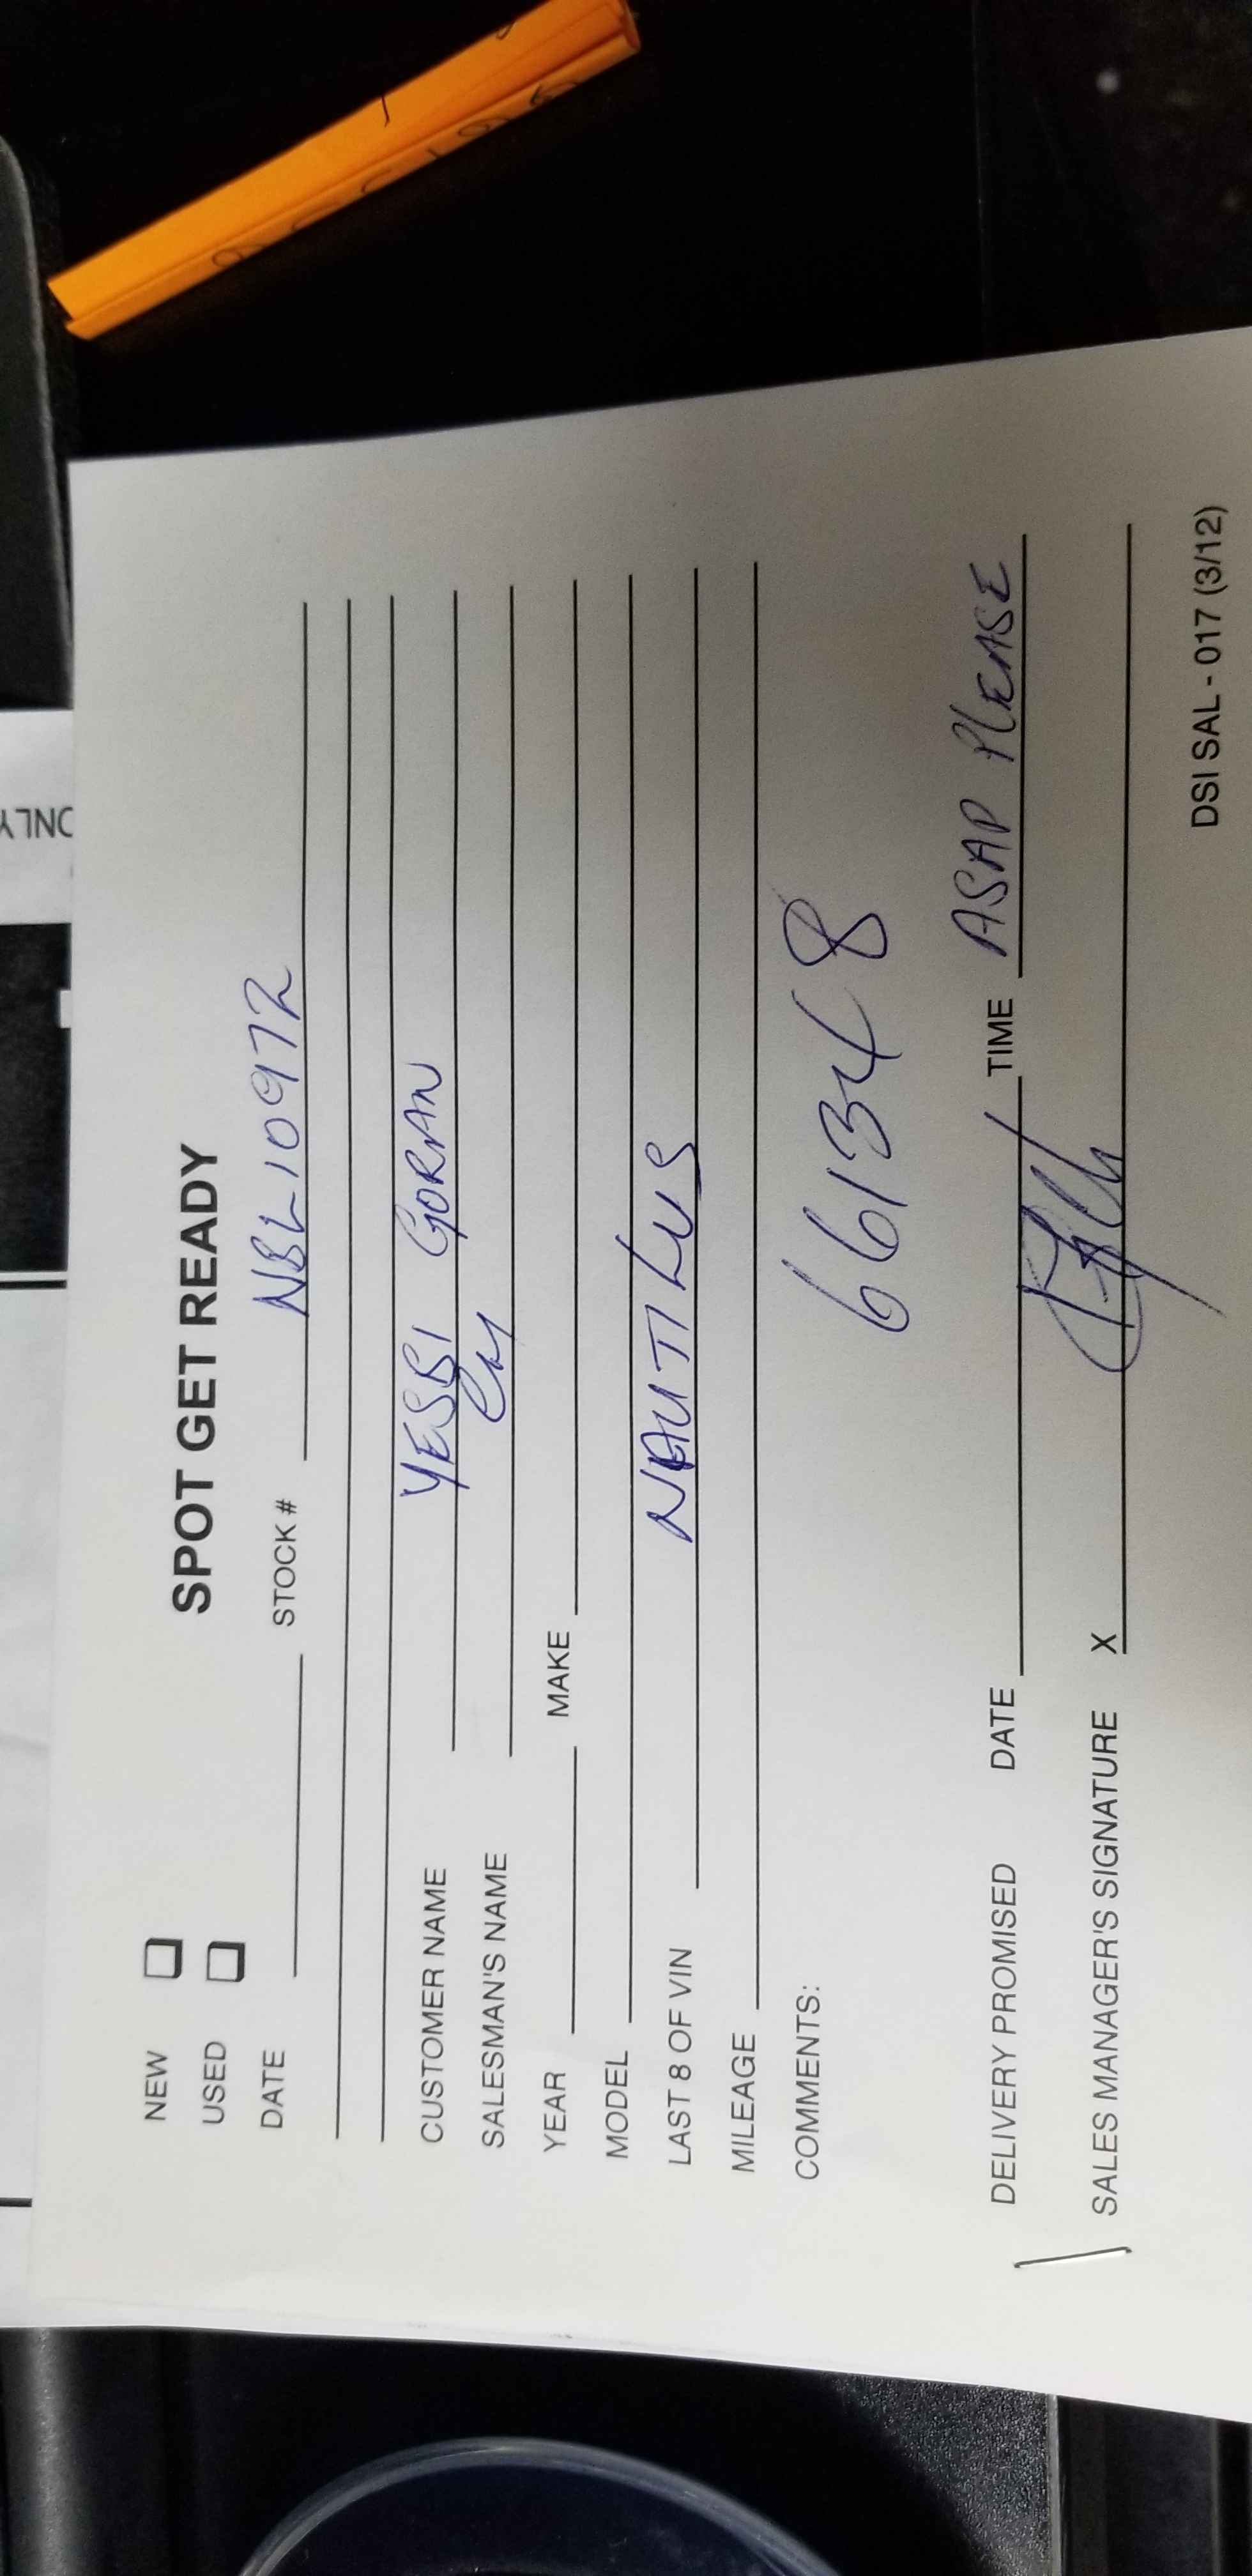 SPOT GET READY
NEW
USED
DATE STOCK # NBL10972
CUSTOMER NAME YESSI GORAN
SALESMAN'S NAME
YEAR MAKE
MODEL
LAST 8 OF VIN NAUTILUS
MILEAGE
COMMENTS: 661348
DELIVERY PROMISED DATE TIME ASAP PLEASE
SALES MANAGER'S SIGNATURE X
DSI SAL - 017 (3/12)
ONLY